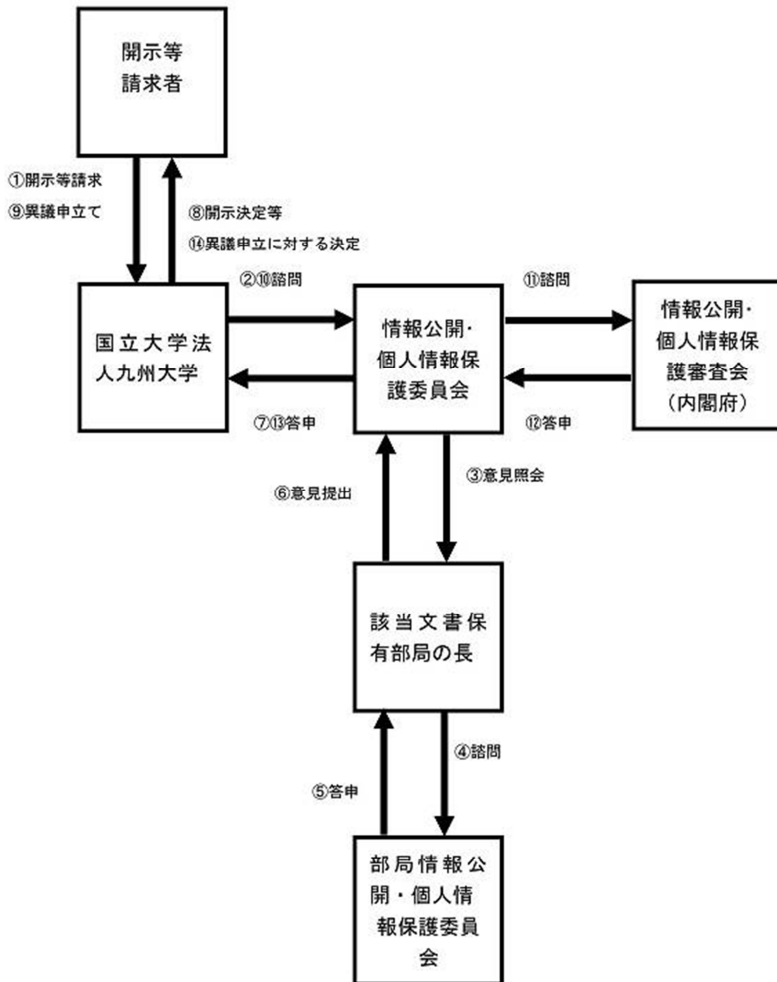 開示等
請求者
①開示等請求
⑨異議申立て
⑧開示決定等
⑭異議申立に対する決定
②⑩諮問
⑪諮問
国立大学法
人九州大学
情報公開・
個人情報保
護委員会
情報公開・
個人情報保
護審査会
（内閣府）
⑦⑬答申
⑫答申
⑥意見提出
③意見照会
該当文書保
有部局の長
④諮問
⑤答申
部局情報公
開・個人情
報保護委員
会